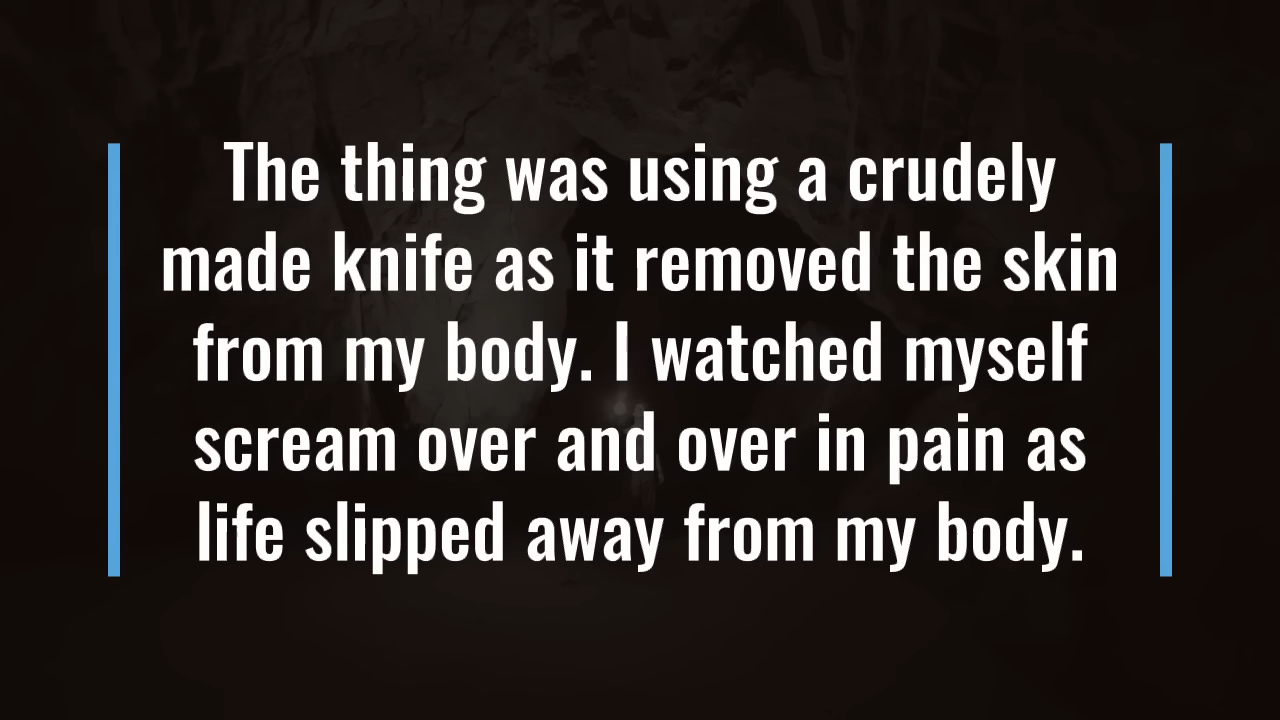 The thing was using a crudely
made knife as it removed the skin
from my body. I watched myself
scream over and over in pain as
life slipped away from my body.